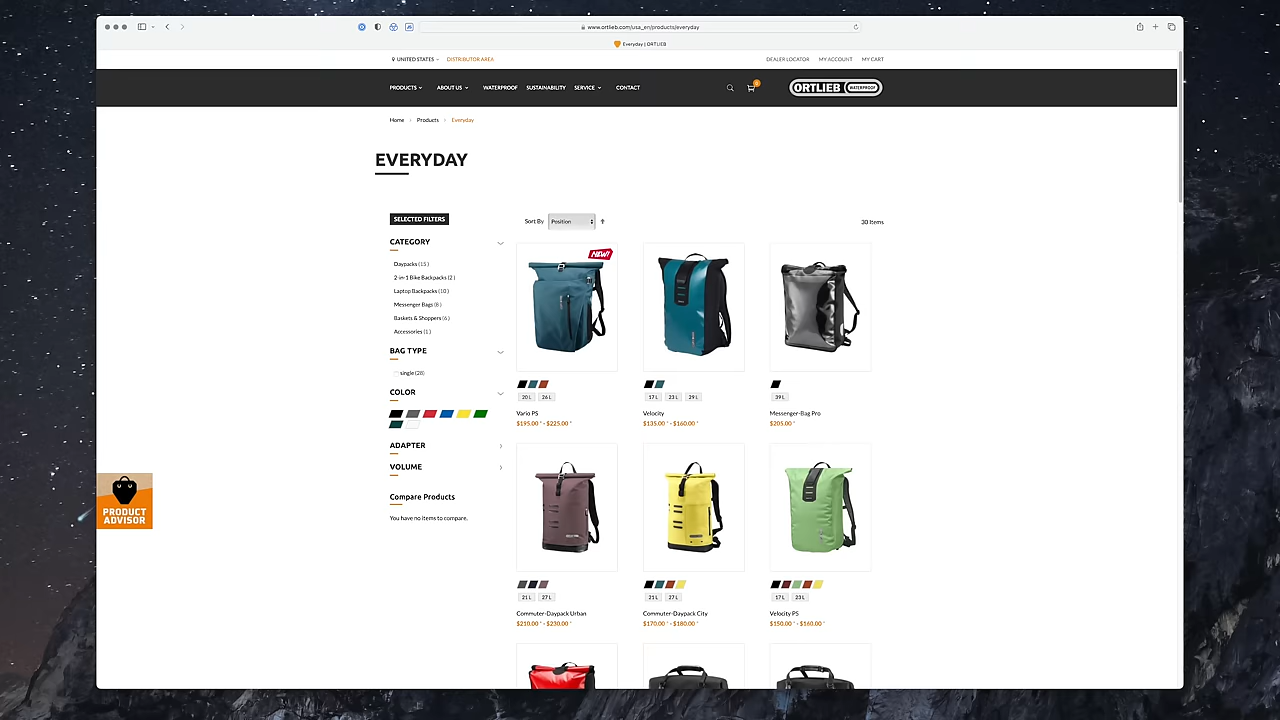 www.ortlieb.com/usa_en/products/everyday
Everyday | ORTLIEB
UNITED STATES
DISTRIBUTOR AREA
DEALER LOCATOR
MY ACCOUNT
MY CART
PRODUCTS
ABOUT US
WATERPROOF
SUSTAINABILITY
SERVICE
CONTACT
0
ORTLIEB WATERPROOF
Home > Products > Everyday
EVERYDAY
SELECTED FILTERS
Sort By Position
30 Items
CATEGORY
Daypacks (15)
2-in-1 Bike Backpacks (2)
Laptop Backpacks (10)
Messenger Bags (8)
Baskets & Shoppers (6)
Accessories (1)
BAG TYPE
single (28)
COLOR
ADAPTER
VOLUME
Compare Products
You have no items to compare.
PRODUCT
ADVISOR
NEW!
20 L 26 L
Vario PS
$195.00 * - $225.00 *
17 L 23 L 29 L
Velocity
$135.00 * - $160.00 *
39 L
Messenger-Bag Pro
$205.00 *
21 L 27 L
Commuter-Daypack Urban
$210.00 * - $230.00 *
21 L 27 L
Commuter-Daypack City
$170.00 * - $180.00 *
17 L 23 L
Velocity PS
$150.00 * - $160.00 *